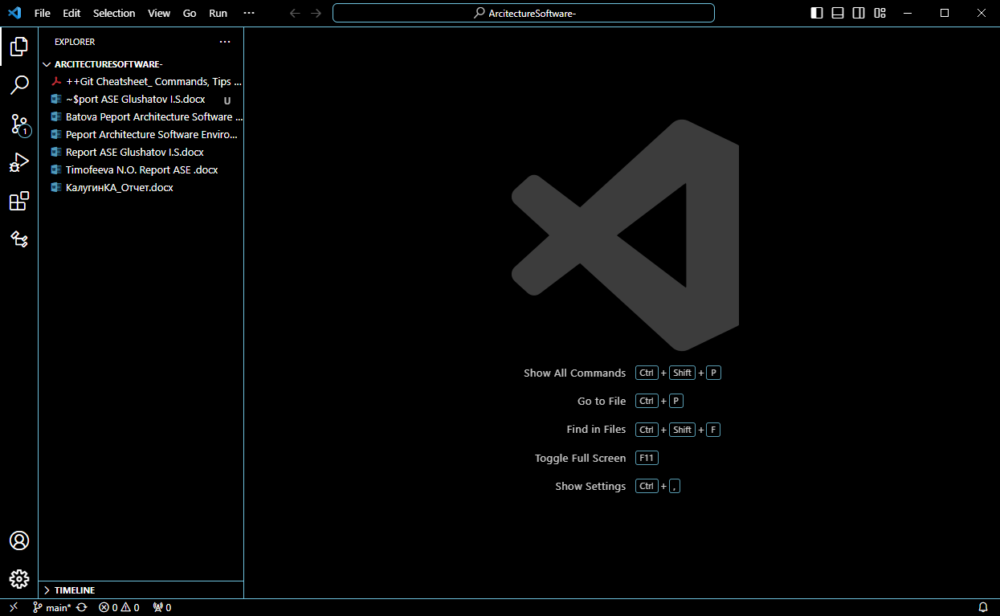 File Edit Selection View Go Run ···
ArcitectureSoftware-
EXPLORER ···
ARCITECTURESOFTWARE-
++Git Cheatsheet_ Commands, Tips ...
~$port ASE Glushatov I.S.docx U
Batova Peport Architecture Software ...
Peport Architecture Software Enviro...
1
Report ASE Glushatov I.S.docx
Timofeeva N.O. Report ASE .docx
КалугинКА_Отчет.docx
Show All Commands Ctrl + Shift + P
Go to File Ctrl + P
Find in Files Ctrl + Shift + F
Toggle Full Screen F11
Show Settings Ctrl + ,
TIMELINE
main* 0 0 0